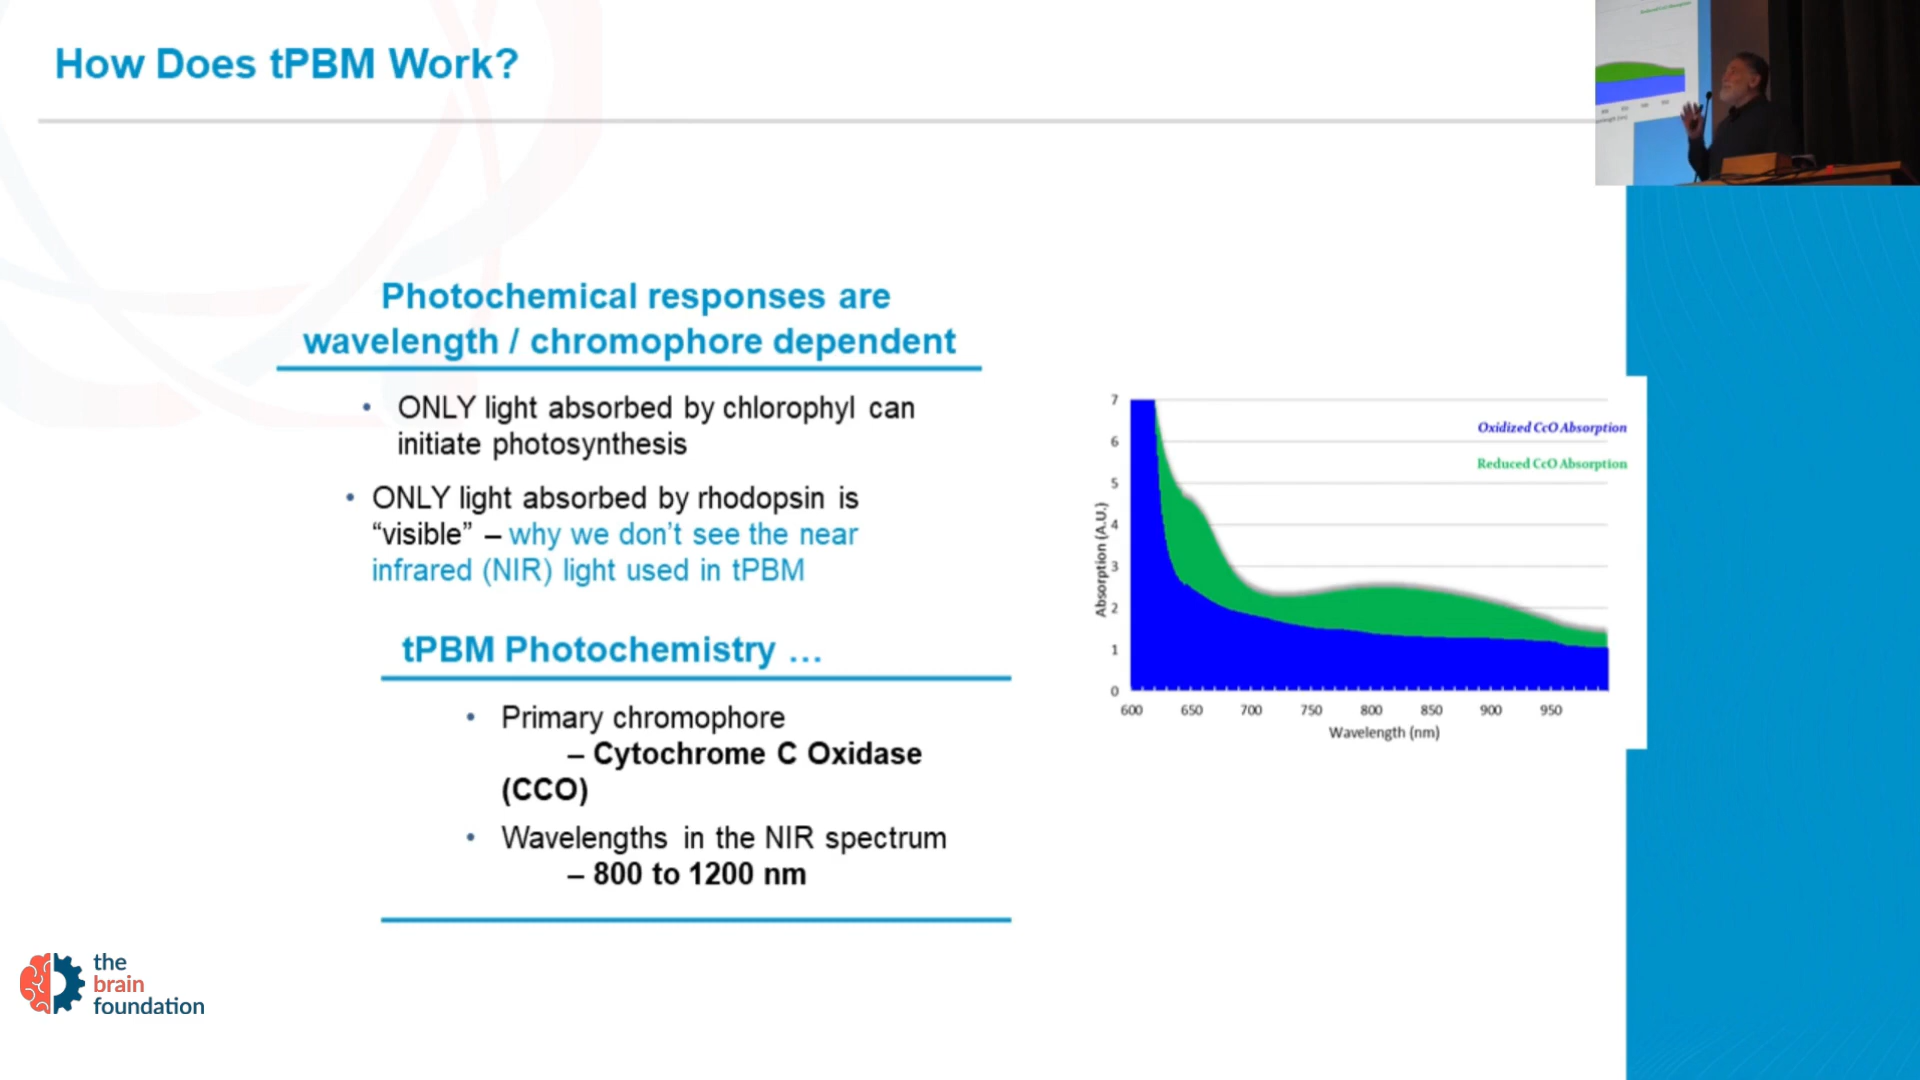 How Does tPBM Work?
Photochemical responses are
wavelength / chromophore dependent
• ONLY light absorbed by chlorophyl can
initiate photosynthesis
• ONLY light absorbed by rhodopsin is
“visible” – why we don’t see the near
infrared (NIR) light used in tPBM
tPBM Photochemistry …
• Primary chromophore
– Cytochrome C Oxidase
(CCO)
• Wavelengths in the NIR spectrum
– 800 to 1200 nm
Oxidized CcO Absorption
Reduced CcO Absorption
Absorption (A.U.)
7
6
5
4
3
2
1
0
600 650 700 750 800 850 900 950
Wavelength (nm)
the
brain
foundation